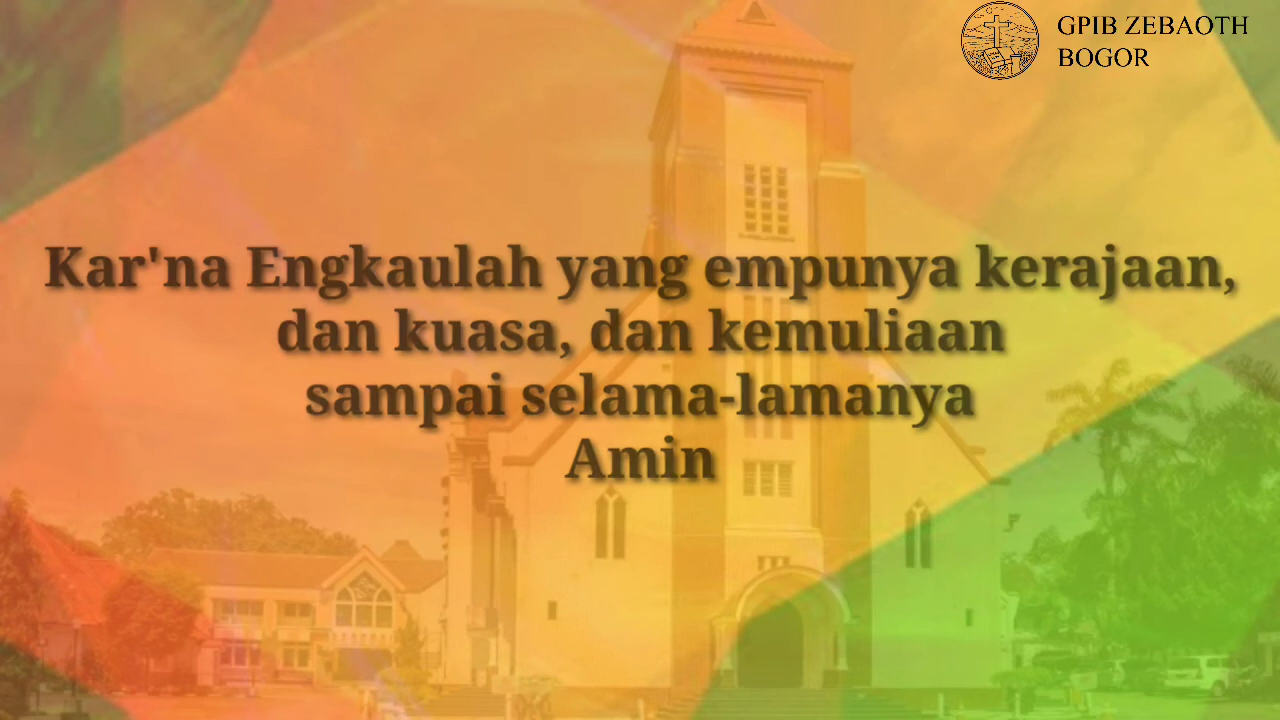 GPIB ZEBAOTH
BOGOR
Kar'na Engkaulah yang empunya kerajaan,
dan kuasa, dan kemuliaan
sampai selama-lamanya
Amin